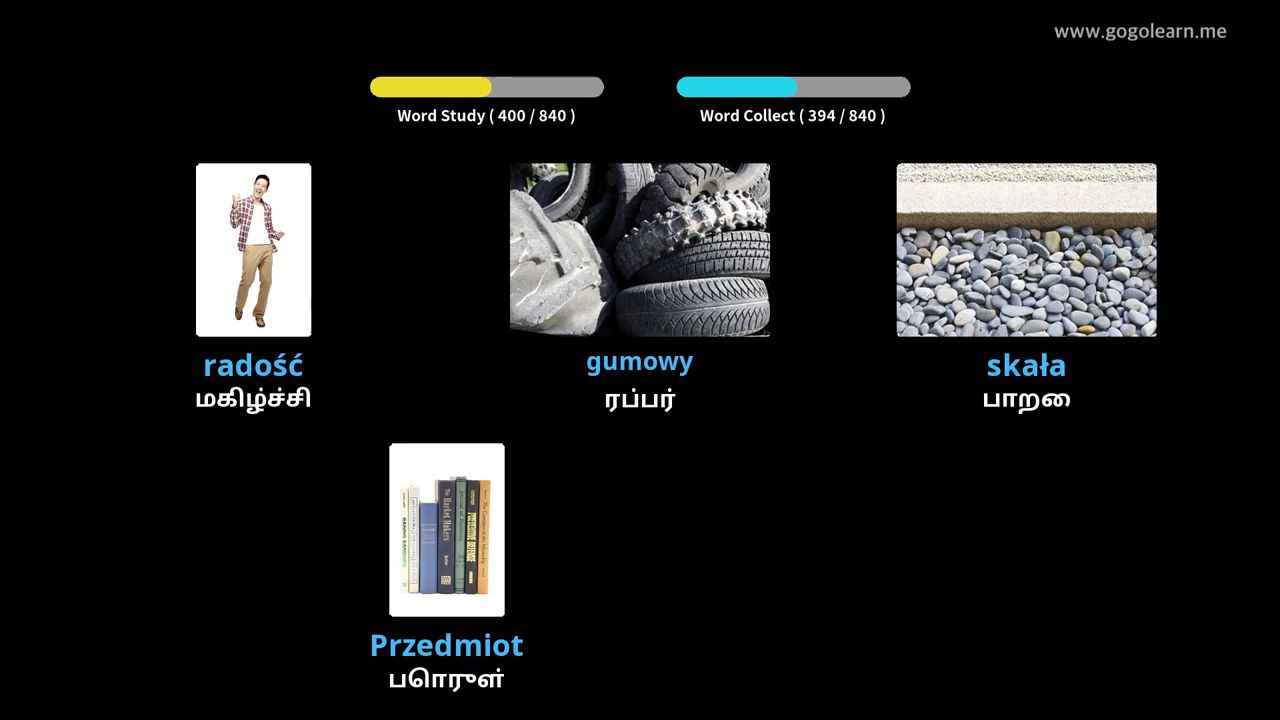 www.gogolearn.me
Word Study ( 400 / 840 )
Word Collect ( 394 / 840 )
radość
மகிழ்ச்சி
gumowy
ரப்பர்
skała
பாறை
Przedmiot
பொருள்